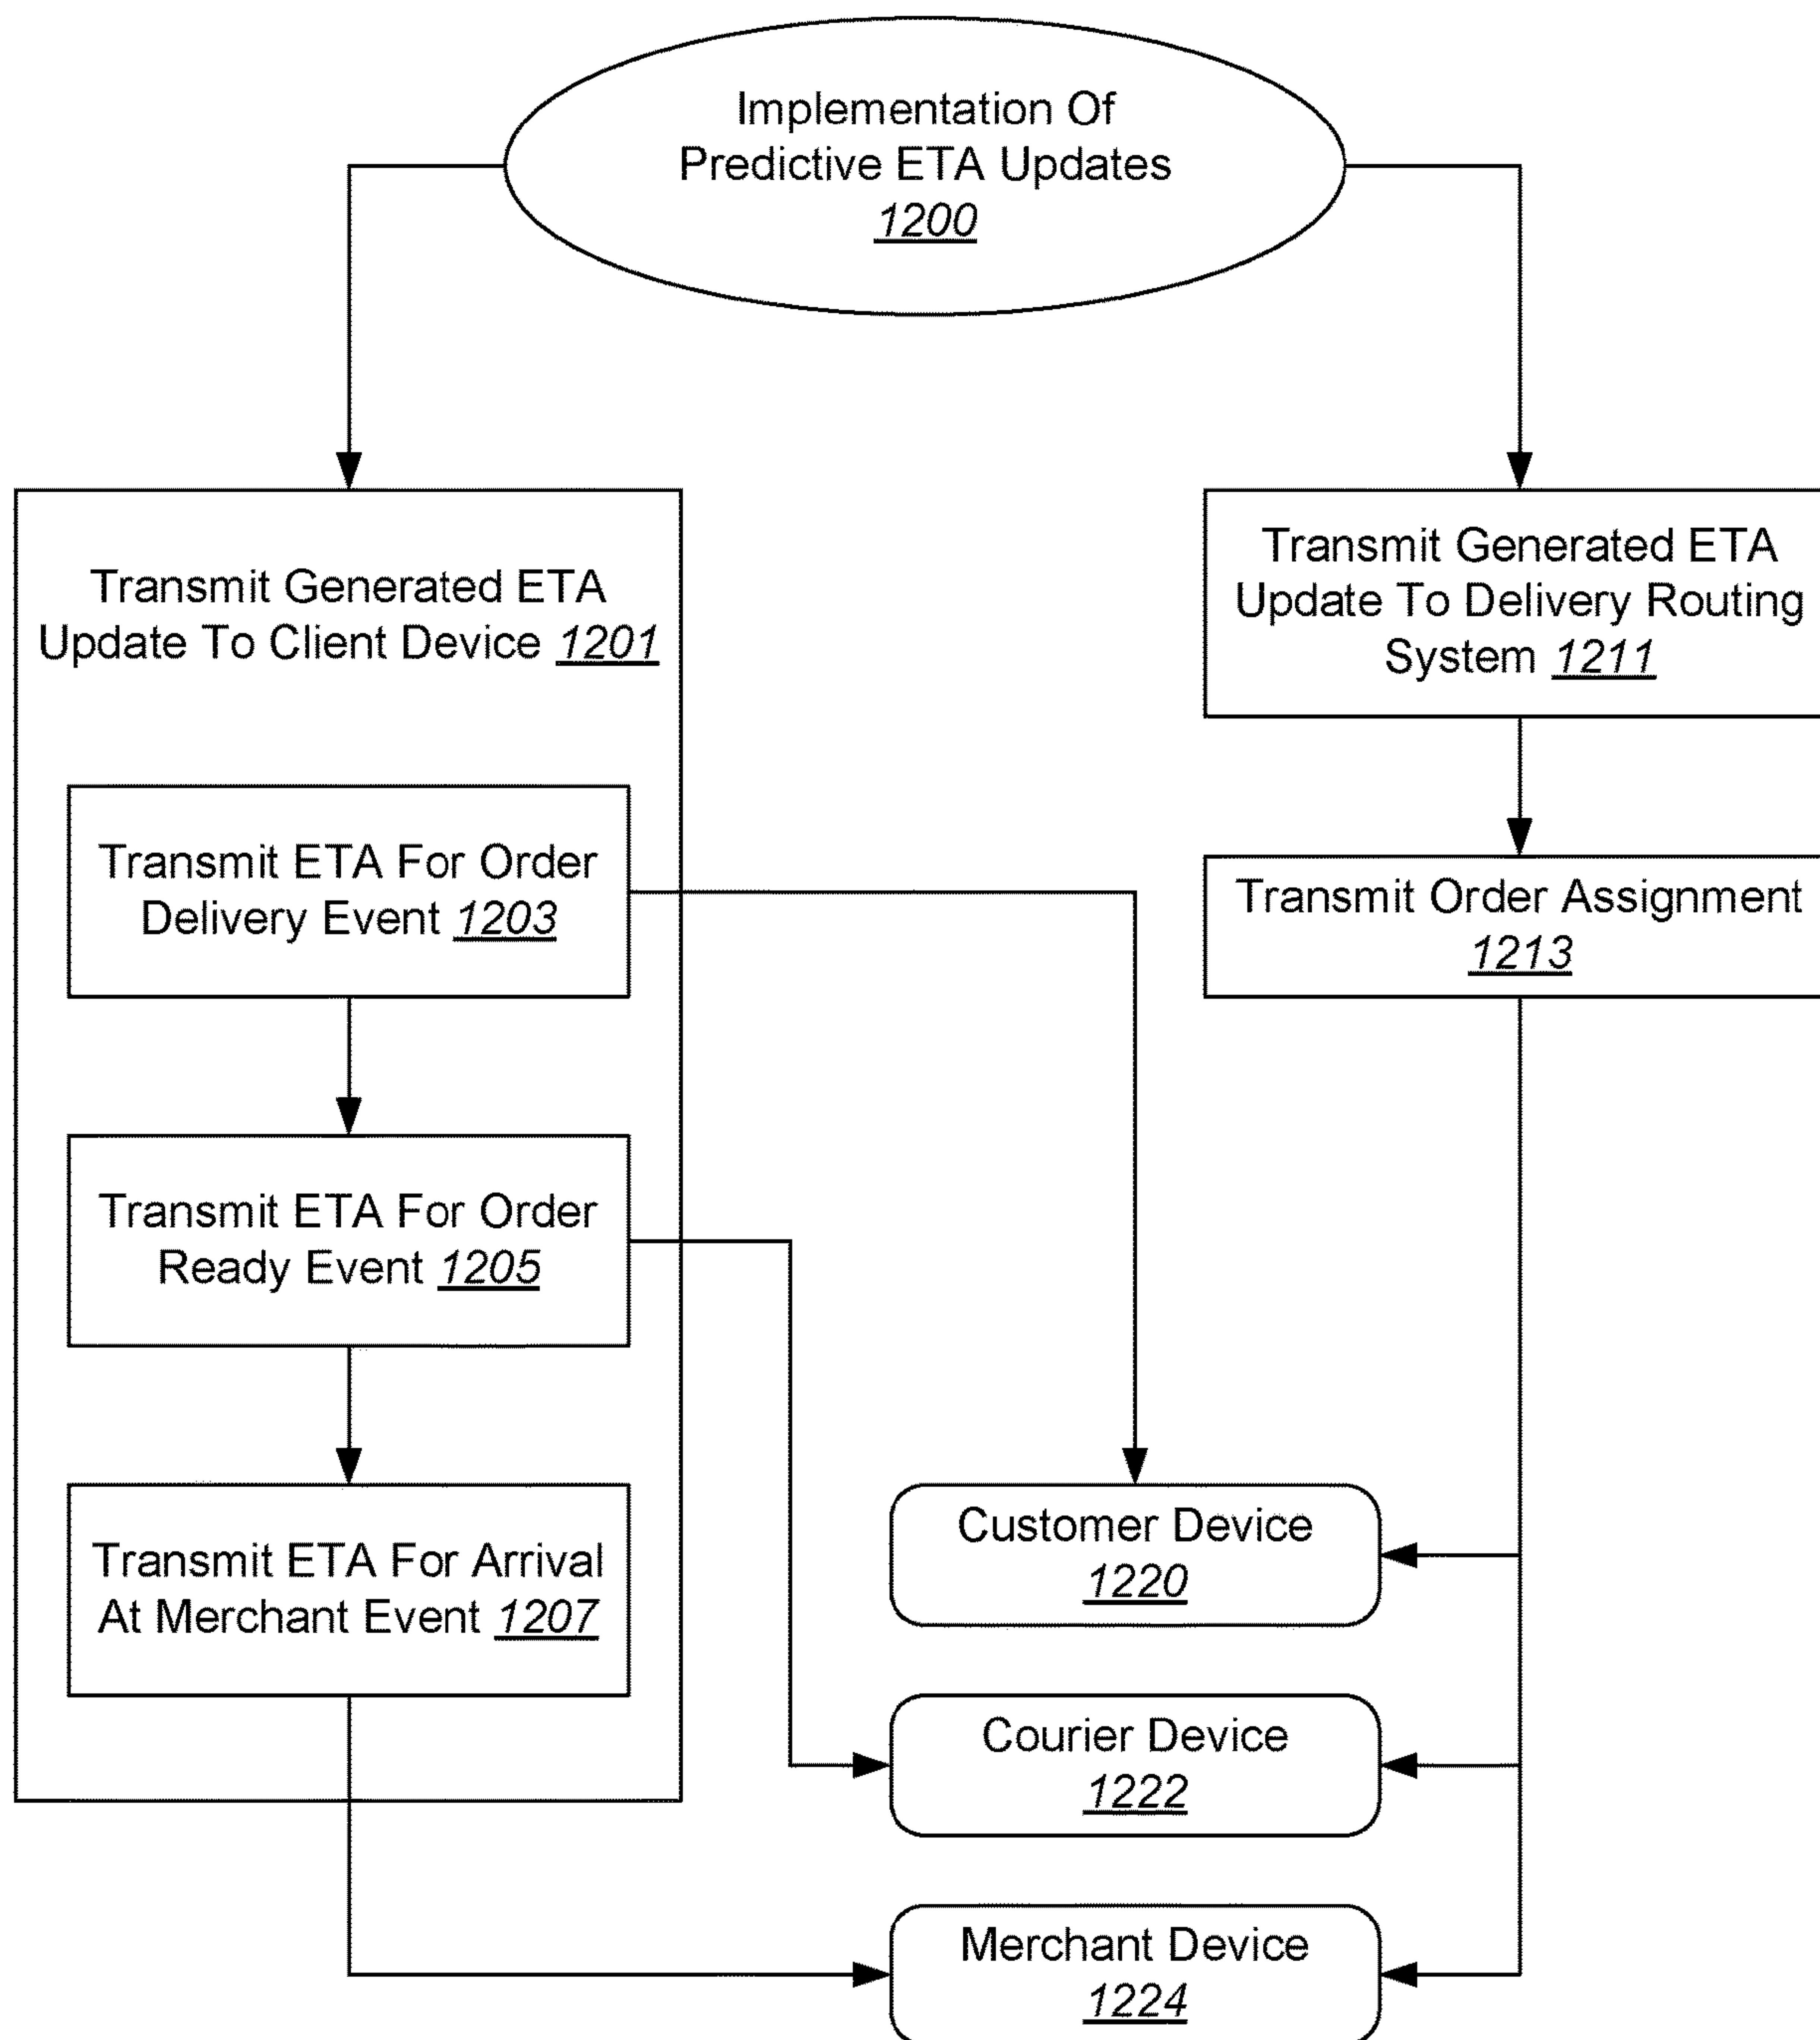 Implementation Of
Predictive ETA Updates
1200
Transmit Generated ETA
Update To Client Device 1201
Transmit ETA For Order
Delivery Event 1203
Transmit ETA For Order
Ready Event 1205
Transmit ETA For Arrival
At Merchant Event 1207
Transmit Generated ETA
Update To Delivery Routing
System 1211
Transmit Order Assignment
1213
Customer Device
1220
Courier Device
1222
Merchant Device
1224